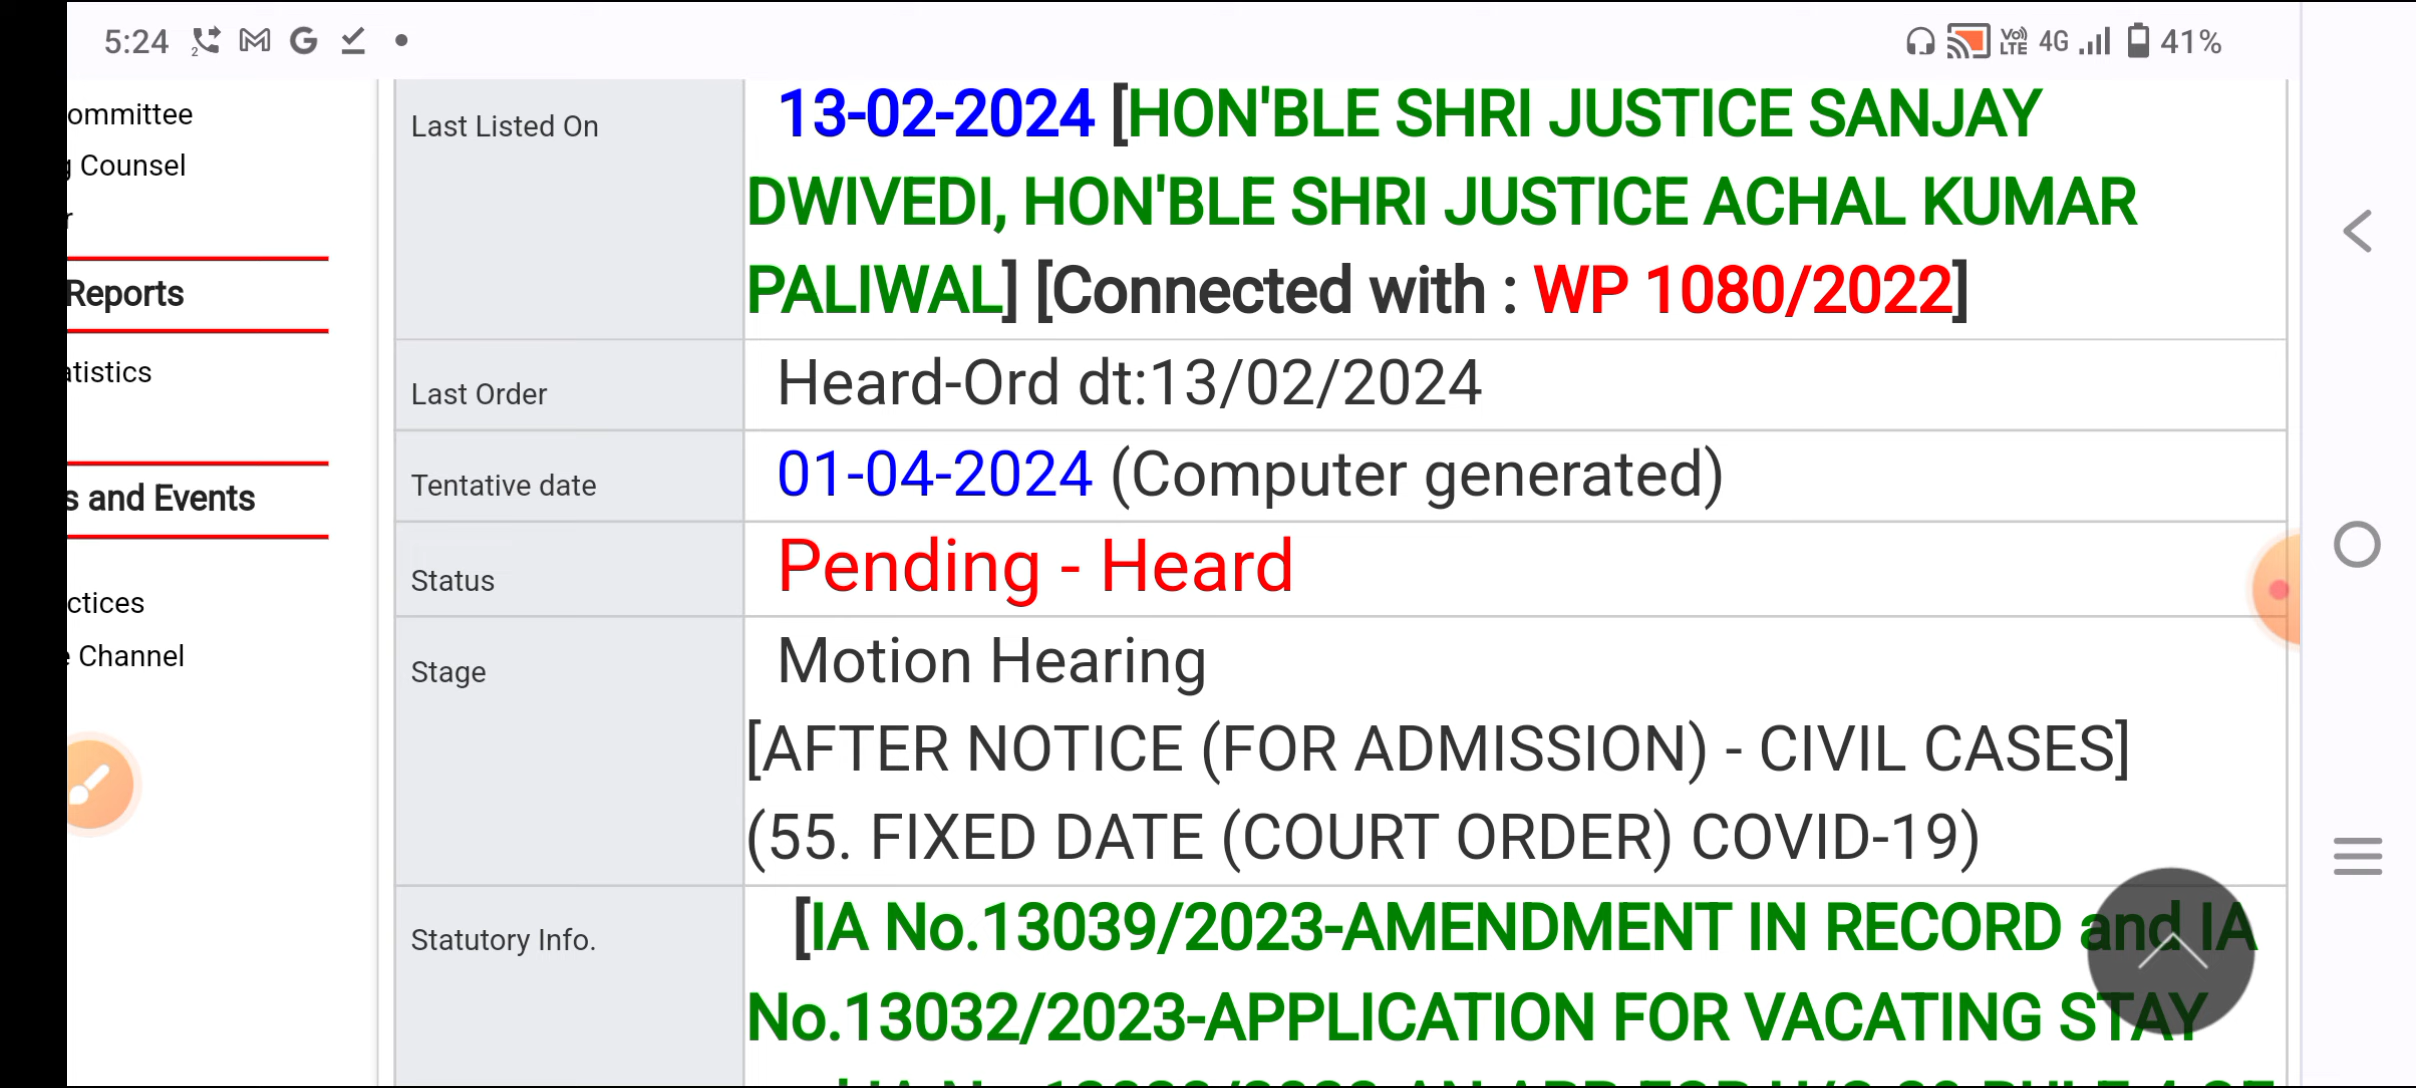 5:24
2
4G
41%
VoD LTE
ommittee
Counsel
Reports
atistics
s and Events
ctices
Channel
Last Listed On
13-02-2024 [HON'BLE SHRI JUSTICE SANJAY
DWIVEDI, HON'BLE SHRI JUSTICE ACHAL KUMAR
PALIWAL] [Connected with : WP 1080/2022]
Last Order
Heard-Ord dt:13/02/2024
Tentative date
01-04-2024 (Computer generated)
Status
Pending - Heard
Stage
Motion Hearing
[AFTER NOTICE (FOR ADMISSION) - CIVIL CASES]
(55. FIXED DATE (COURT ORDER) COVID-19)
Statutory Info.
[IA No.13039/2023-AMENDMENT IN RECORD and IA
No.13032/2023-APPLICATION FOR VACATING STAY